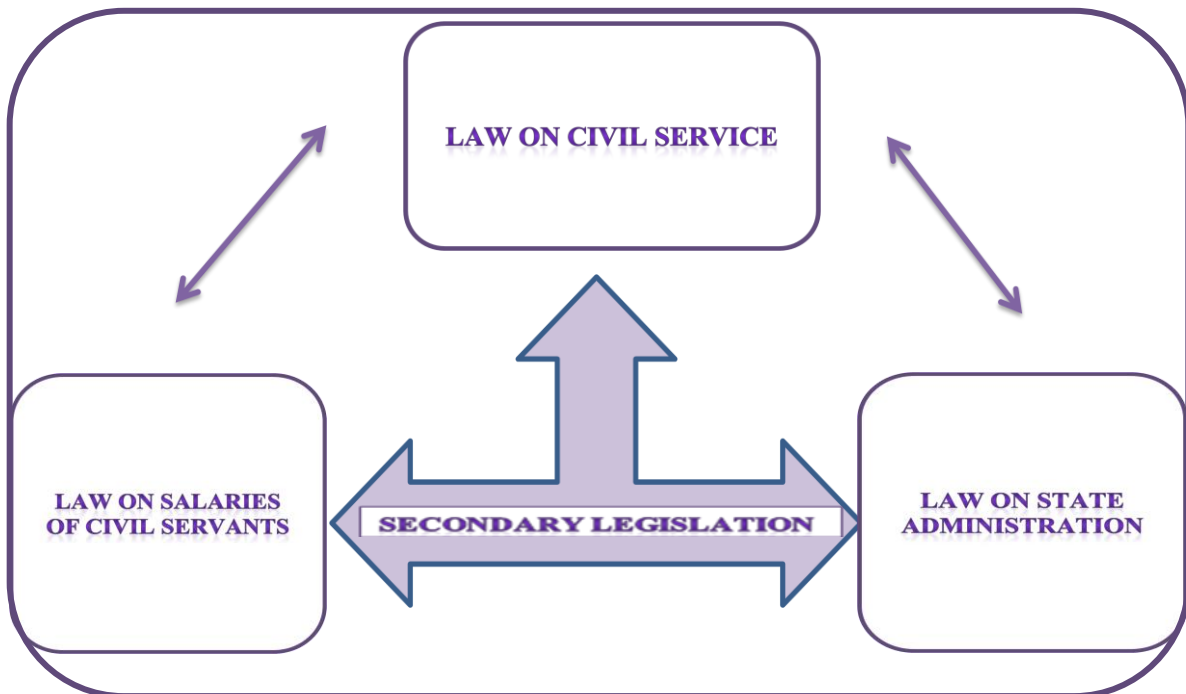 LAW ON CIVIL SERVICE
LAW ON SALARIES
OF CIVIL SERVANTS
SECONDARY LEGISLATION
LAW ON STATE
ADMINISTRATION